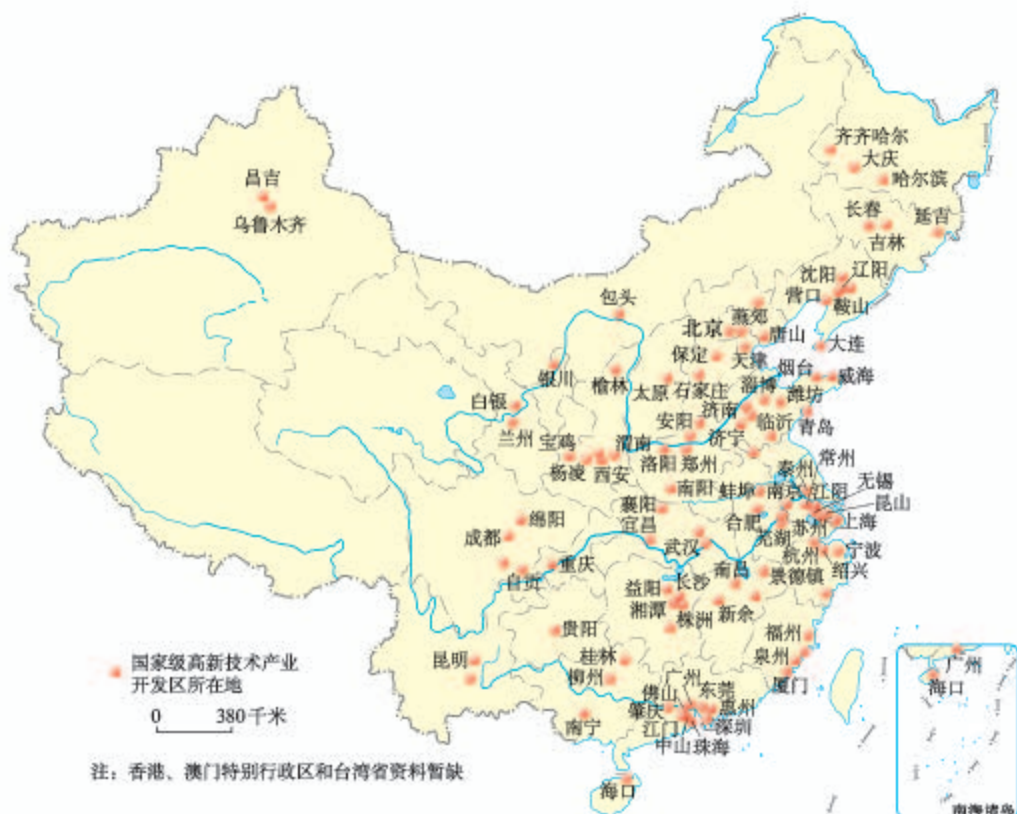 齐齐哈尔
大庆
哈尔滨
昌吉
乌鲁木齐
长春
延吉
吉林
沈阳
辽阳
营口
鞍山
包头
燕郊
北京
唐山
大连
保定
天津
烟台
威海
银川
榆林
太原
石家庄
淄博
潍坊
白银
安阳
济南
临沂
青岛
兰州
宝鸡
渭南
济宁
杨凌
西安
洛阳
郑州
常州
泰州
无锡
南阳
蚌埠
南京
江阴
昆山
襄阳
宜昌
合肥
芜湖
苏州
上海
绵阳
成都
武汉
杭州
宁波
自贡
重庆
南昌
景德镇
绍兴
益阳
长沙
湘潭
株洲
新余
贵阳
福州
昆明
桂林
泉州
柳州
广州
厦门
佛山
东莞
肇庆
惠州
南宁
江门
深圳
中山
珠海
海口
国家级高新技术产业
开发区所在地
0 380千米
注：香港、澳门特别行政区和台湾省资料暂缺
广州
海口
南海诸岛